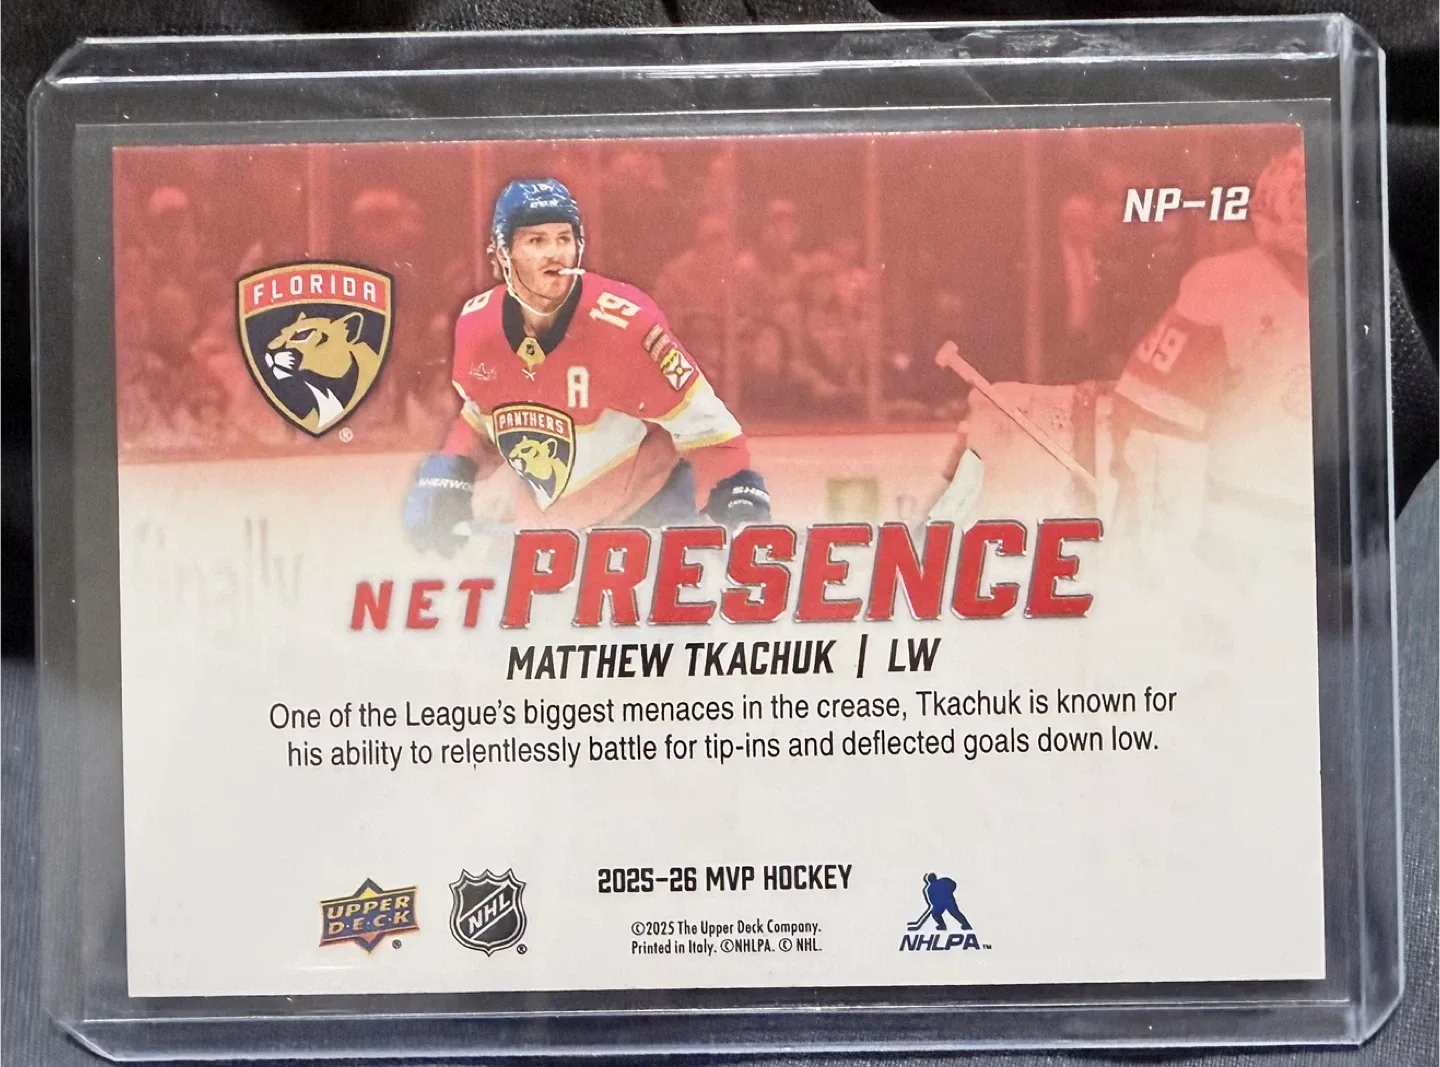 NP-12
FLORIDA
19
A
PANTHERS
39
NET PRESENCE
MATTHEW TKACHUK | LW
One of the League's biggest menaces in the crease, Tkachuk is known for
his ability to relentlessly battle for tip-ins and deflected goals down low.
2025-26 MVP HOCKEY
UPPER
D·E·C·K ®
NHL ®
©2025 The Upper Deck Company.
Printed in Italy. ©NHLPA. © NHL.
NHLPA™